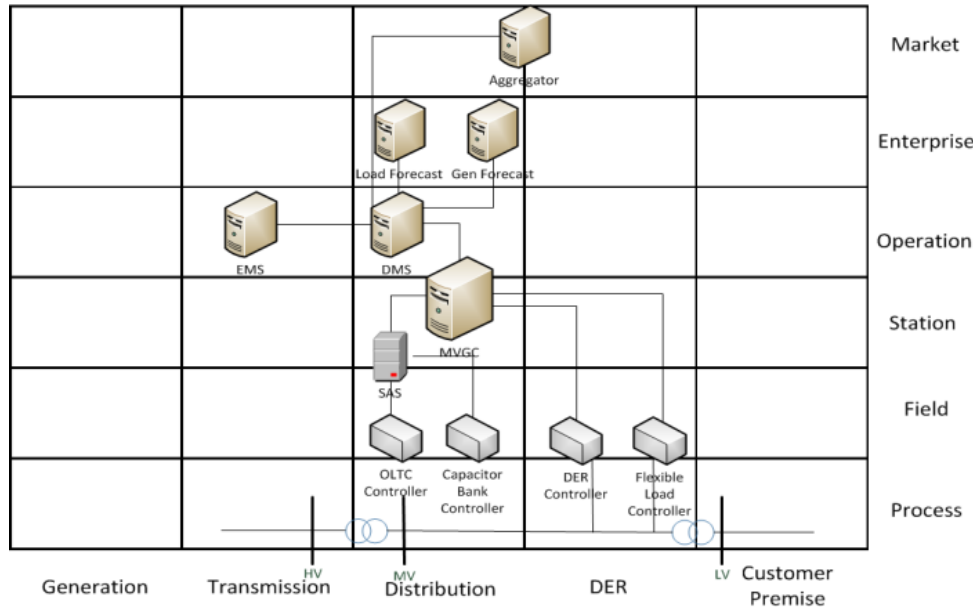 Market
Aggregator
Enterprise
Load Forecast
Gen Forecast
Operation
EMS
DMS
Station
MVGC
SAS
Field
OLTC
Controller
Capacitor
Bank
Controller
DER
Controller
Flexible
Load
Controller
Process
HV
MV
LV
Generation
Transmission
Distribution
DER
Customer
Premise